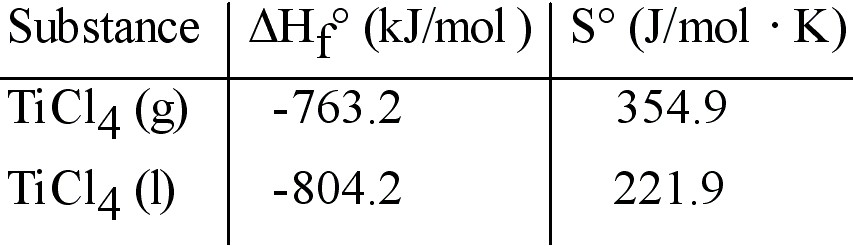 Substance ΔHf° (kJ/mol ) S° (J/mol · K)
TiCl4 (g) -763.2 354.9
TiCl4 (l) -804.2 221.9